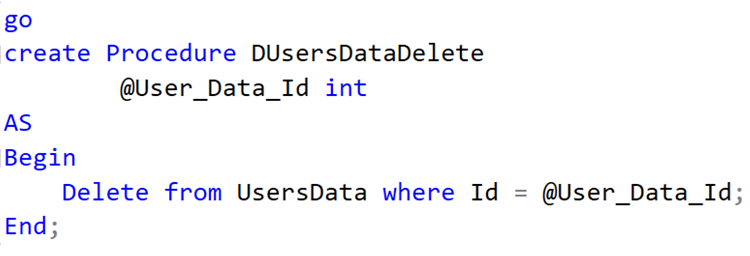 go
create Procedure DUsersDataDelete
@User_Data_Id int
AS
Begin
Delete from UsersData where Id = @User_Data_Id;
End;